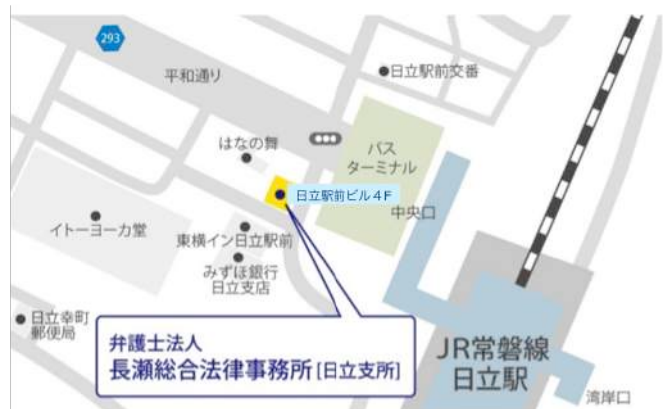 293
平和通り
日立駅前交番
はなの舞
バス
ターミナル
日立駅前ビル4F
中央口
イトーヨーカ堂
東横イン日立駅前
みずほ銀行
日立支店
日立幸町
郵便局
弁護士法人
長瀬総合法律事務所[日立支所]
JR常磐線
日立駅
湾岸口